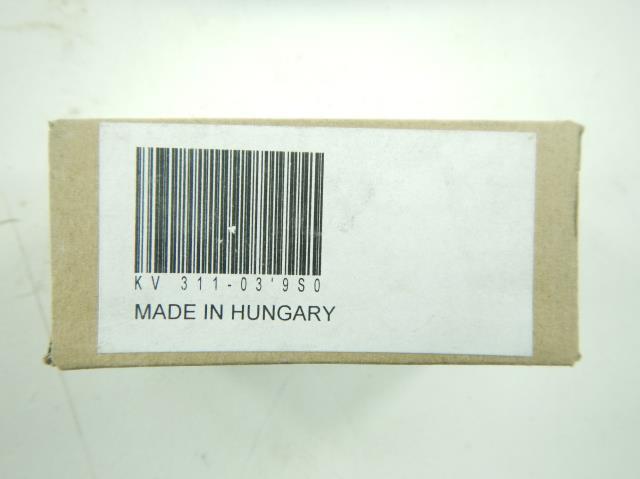 KV 311-03'9S0
MADE IN HUNGARY